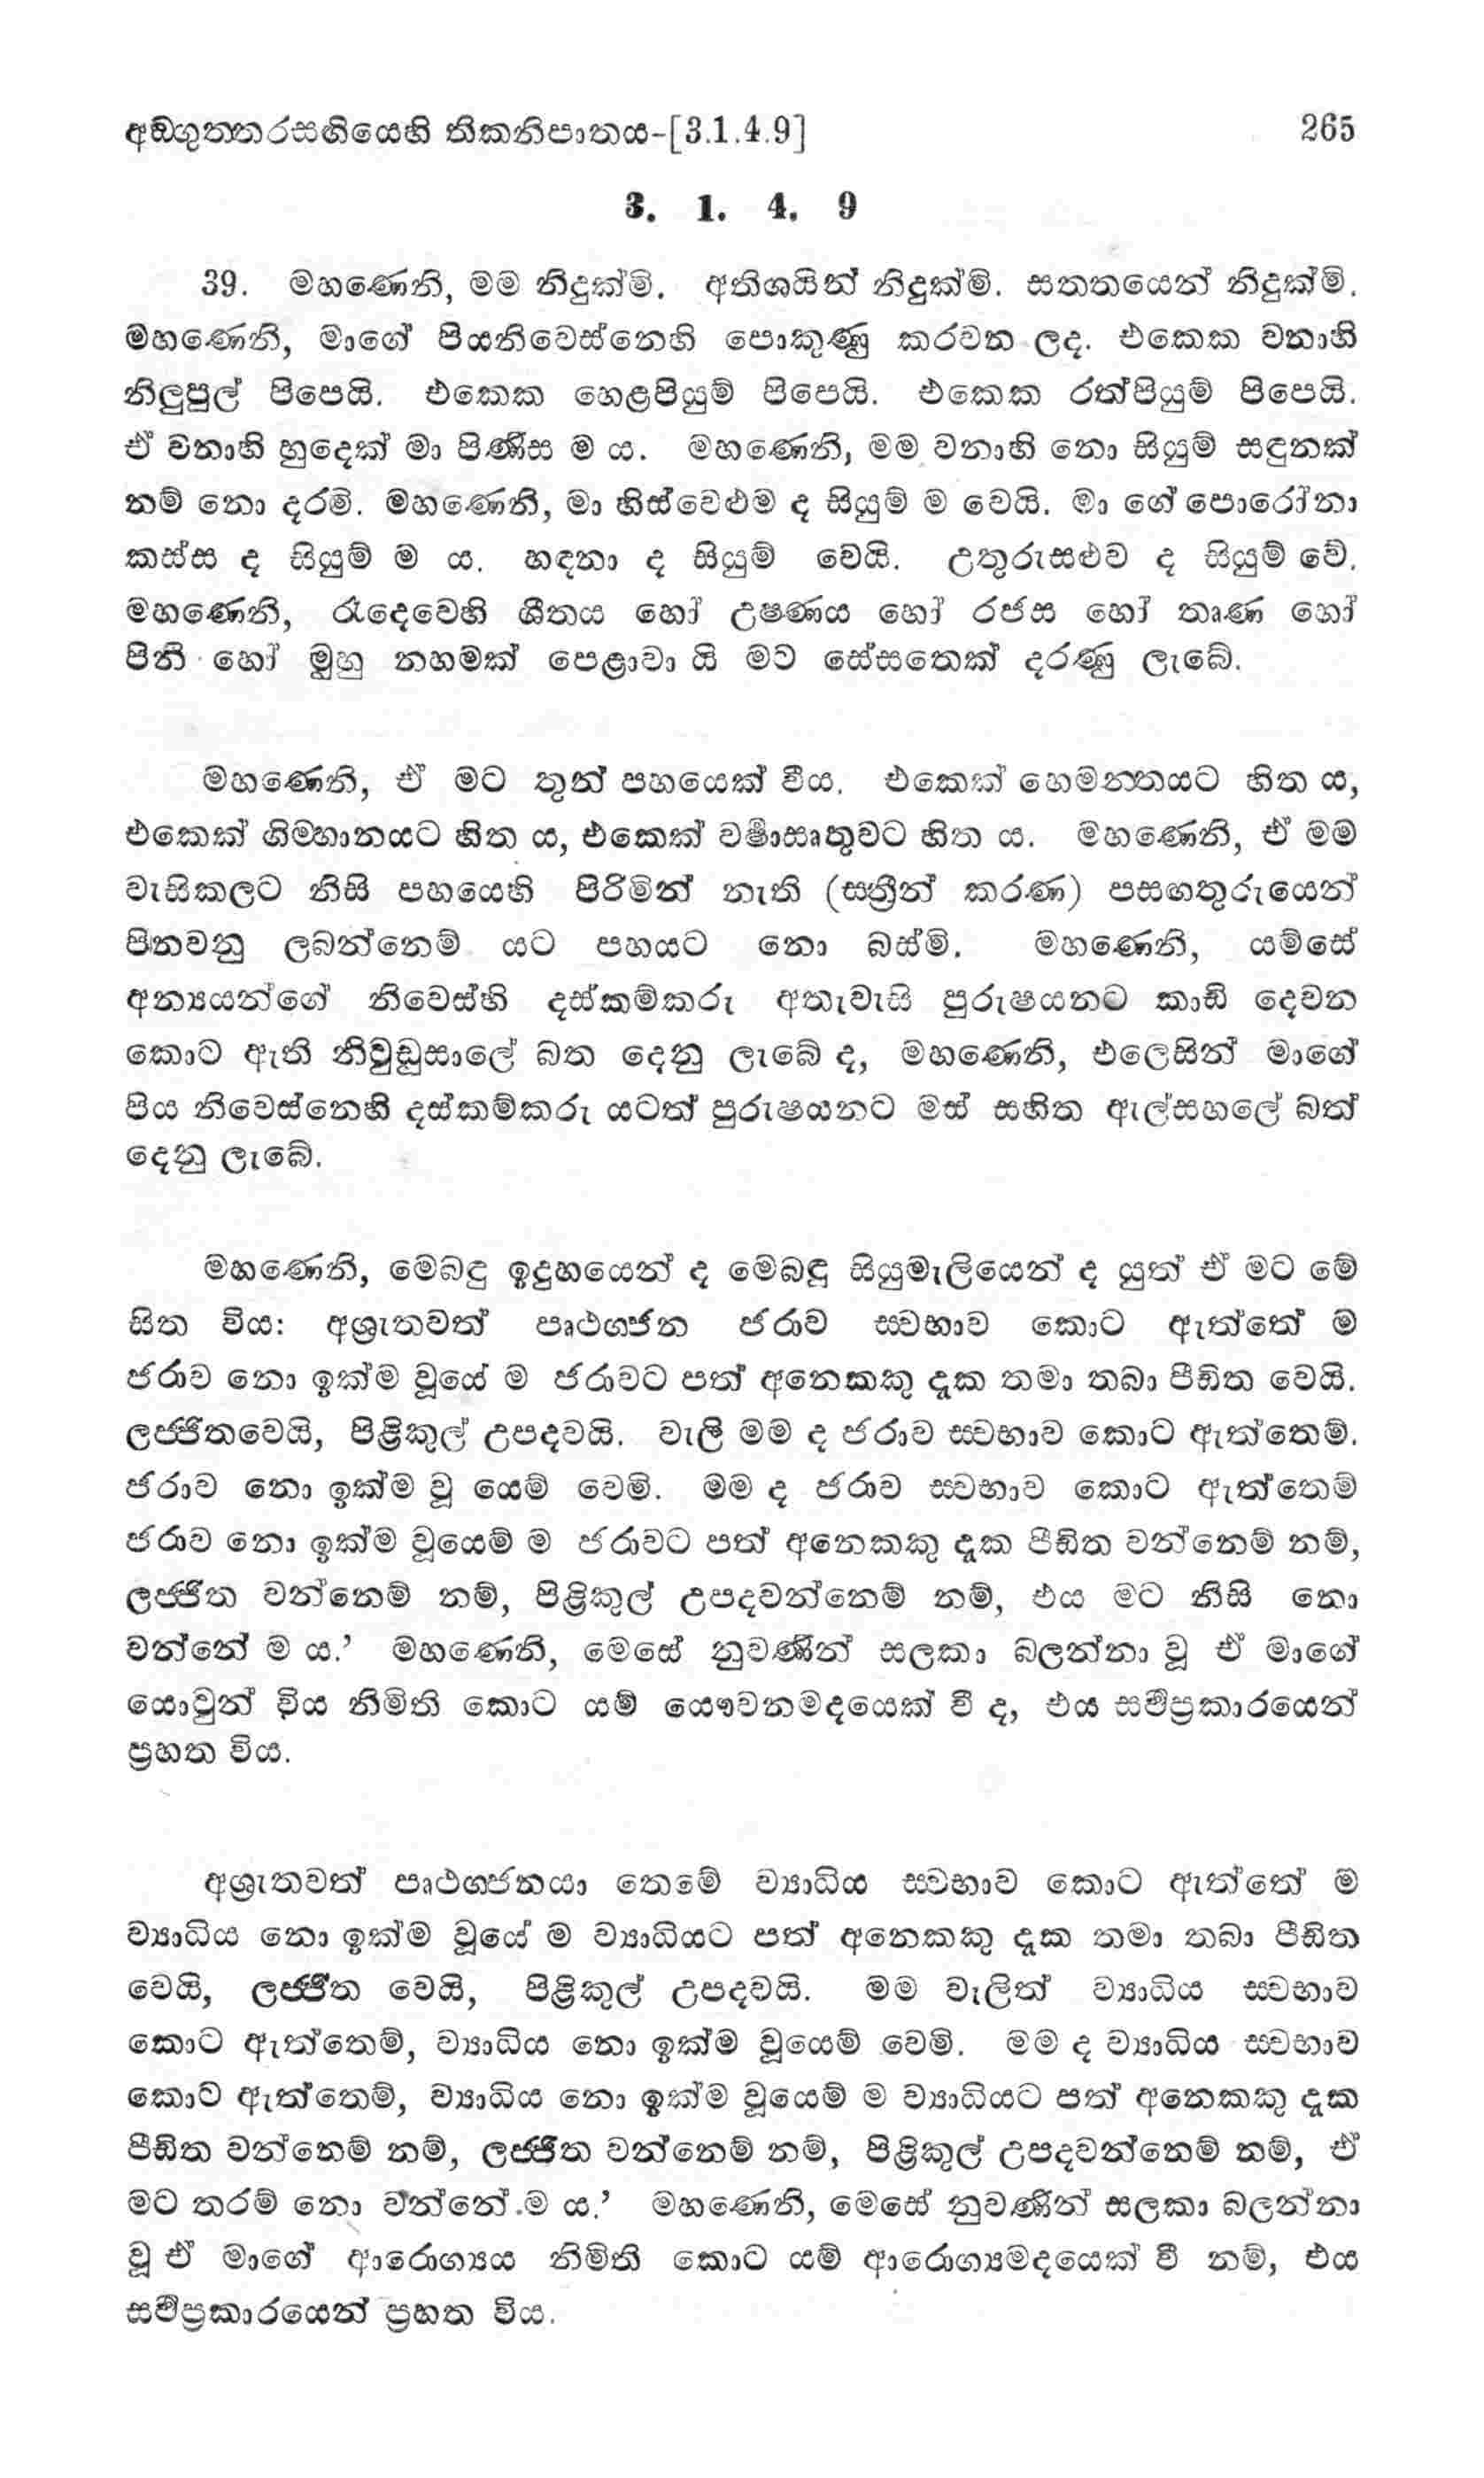 අඞ්ගුත්තරසඟියෙහි තිකනිපාතය-[3.1.4.9] 265
3. 1. 4. 9
39. මහණෙනි, මම නිදුක්මි. අතිශයින් නිදුක්මි. සතතයෙන් නිදුක්මි.
මහණෙනි, මාගේ පියනිවෙස්නෙහි පොකුණු කරවන ලද. එකෙක වනාහි
නිලුපුල් පිපෙයි. එකෙක හෙළපියුම් පිපෙයි. එකෙක රත්පියුම් පිපෙයි.
ඒ වනාහි හුදෙක් මා පිණිස ම ය. මහණෙනි, මම වනාහි නො සියුම් සඳුනක්
නම් නො දරමි. මහණෙනි, මා හිස්වෙළුම ද සියුම් ම වෙයි. මා ගේ පොරෝනා
කස්ස ද සියුම් ම ය. හඳනා ද සියුම් වෙයි. උතුරුසළුව ද සියුම් වේ.
මහණෙනි, රෑදෙවෙහි ශීතය හෝ උෂ්ණය හෝ රජස හෝ තෘණ හෝ
පිනි හෝ මුහු නහමක් පෙළාවා යි මට සේසතෙක් දරණු ලැබේ.
මහණෙනි, ඒ මට තුන් පහයෙක් විය. එකෙක් හෙමන්තයට හිත ය,
එකෙක් ගිම්හානයට හිත ය, එකෙක් වර්‍ෂාඍතුවට හිත ය. මහණෙනි, ඒ මම
වැසිකලට නිසි පහයෙහි පිරිමින් නැති (ස්ත්‍රීන් කරණ) පසඟතුරුයෙන්
පිනවනු ලබන්නෙම් යට පහයට නො බස්මි. මහණෙනි, යම්සේ
අන්‍යයන්ගේ නිවෙස්හි දස්කම්කරු අතැවැසි පුරුෂයනට කාඩි දෙවන
කොට ඇති නිවුඩුසාලේ බත දෙනු ලැබේ ද, මහණෙනි, එලෙසින් මාගේ
පිය නිවෙස්නෙහි දස්කම්කරු යටත් පුරුෂයනට මස් සහිත ඇල්සහලේ බත්
දෙනු ලැබේ.
මහණෙනි, මෙබඳු ඉදුහයෙන් ද මෙබඳු සියුමැලියෙන් ද යුත් ඒ මට මේ
සිත විය: අශ්‍රුතවත් පෘථග්ජන ජරාව ස්වභාව කොට ඇත්තේ ම
ජරාව නො ඉක්ම වූයේ ම ජරාවට පත් අනෙකකු දැක තමා තබා පීඩිත වෙයි.
ලජ්ජිතවෙයි, පිළිකුල් උපදවයි. වැලි මම ද ජරාව ස්වභාව කොට ඇත්තෙම්.
ජරාව නො ඉක්ම වූ යෙම් වෙමි. මම ද ජරාව ස්වභාව කොට ඇත්තෙම්
ජරාව නො ඉක්ම වූයෙම් ම ජරාවට පත් අනෙකකු දැක පීඩිත වන්නෙම් නම්,
ලජ්ජිත වන්නෙම් නම්, පිළිකුල් උපදවන්නෙම් නම්, එය මට නිසි නො
වන්නේ ම ය.’ මහණෙනි, මෙසේ නුවණින් සලකා බලන්නා වූ ඒ මාගේ
යොවුන් විය නිමිති කොට යම් යෞවනමදයෙක් වී ද, එය සර්‍වප්‍රකාරයෙන්
ප්‍රහත විය.
අශ්‍රුතවත් පෘථග්ජනයා තෙමේ ව්‍යාධිය ස්වභාව කොට ඇත්තේ ම
ව්‍යාධිය නො ඉක්ම වූයේ ම ව්‍යාධියට පත් අනෙකකු දැක තමා තබා පීඩිත
වෙයි, ලජ්ජිත වෙයි, පිළිකුල් උපදවයි. මම වැලිත් ව්‍යාධිය ස්වභාව
කොට ඇත්තෙම්, ව්‍යාධිය නො ඉක්ම වූයෙම් වෙමි. මම ද ව්‍යාධිය ස්වභාව
කොට ඇත්තෙම්, ව්‍යාධිය නො ඉක්ම වූයෙම් ම ව්‍යාධියට පත් අනෙකකු දැක
පීඩිත වන්නෙම් නම්, ලජ්ජිත වන්නෙම් නම්, පිළිකුල් උපදවන්නෙම් නම්, ඒ
මට තරම් නො වන්නේ ම ය.’ මහණෙනි, මෙසේ නුවණින් සලකා බලන්නා
වූ ඒ මාගේ ආරොග්‍යය නිමිති කොට යම් ආරොග්‍යමදයෙක් වී නම්, එය
සර්‍වප්‍රකාරයෙන් ප්‍රහත විය.